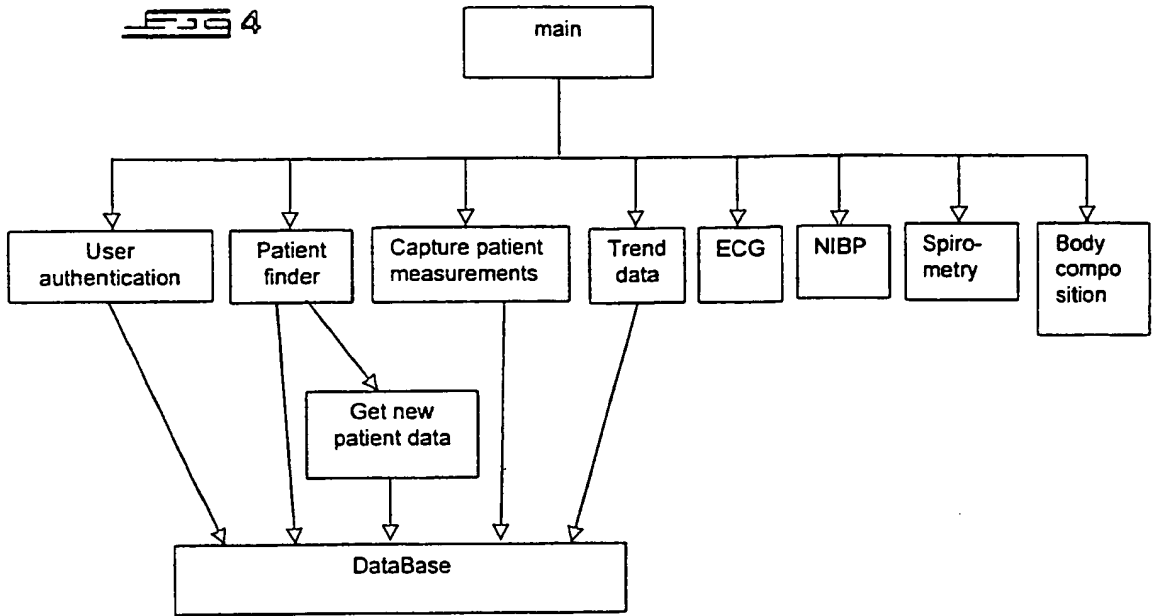 FIG 4
main
User
authentication
Patient
finder
Capture patient
measurements
Trend
data
ECG
NIBP
Spiro-
metry
Body
compo
sition
Get new
patient data
DataBase